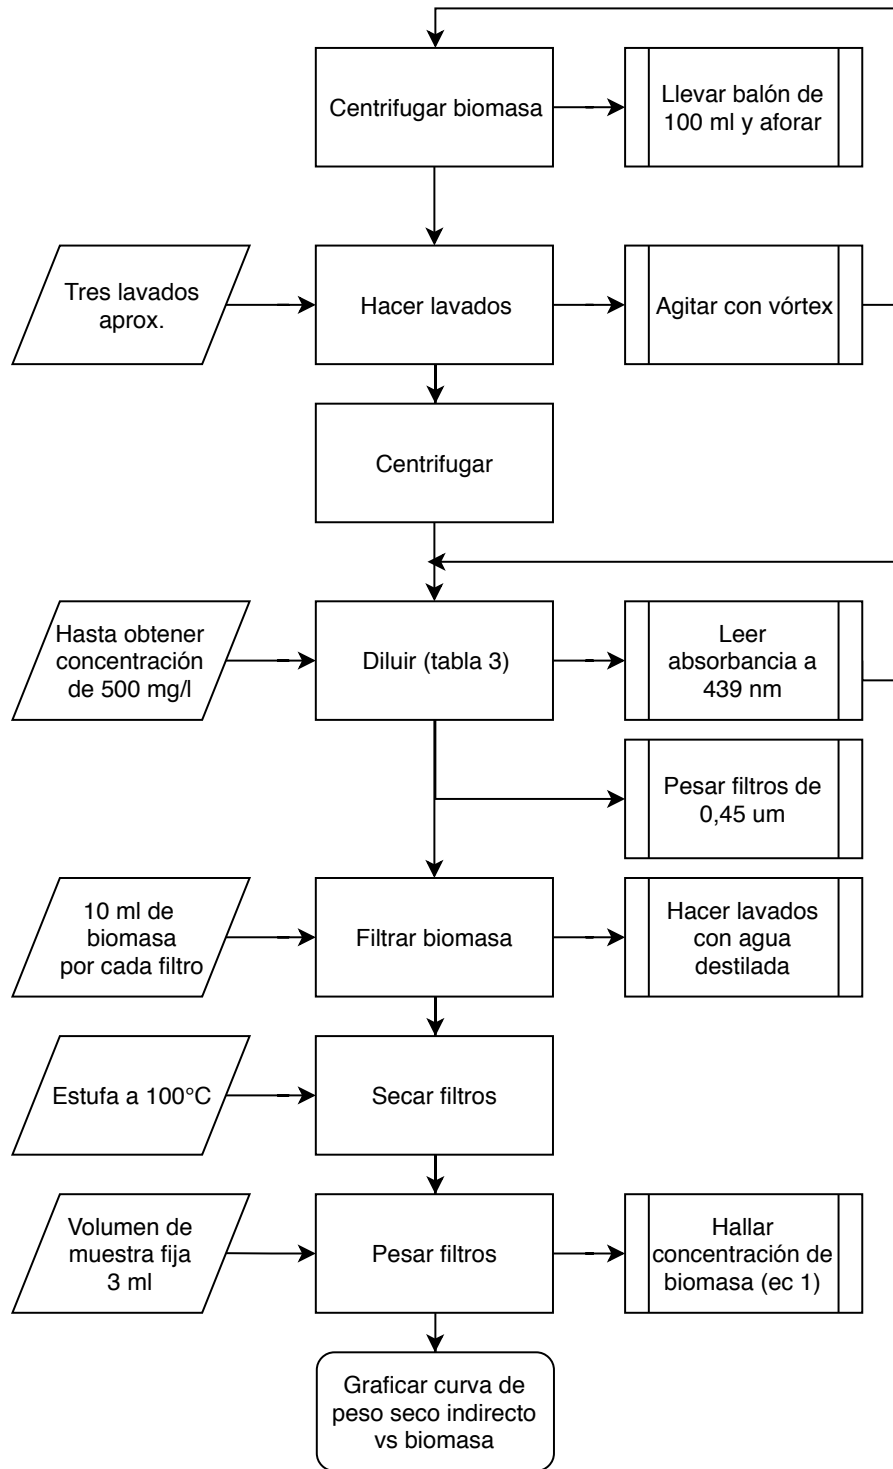 Centrifugar biomasa
Llevar balón de
100 ml y aforar
Tres lavados
aprox.
Hacer lavados
Agitar con vórtex
Centrifugar
Hasta obtener
concentración
de 500 mg/l
Diluir (tabla 3)
Leer
absorbancia a
439 nm
Pesar filtros de
0,45 um
10 ml de
biomasa
por cada filtro
Filtrar biomasa
Hacer lavados
con agua
destilada
Estufa a 100°C
Secar filtros
Volumen de
muestra fija
3 ml
Pesar filtros
Hallar
concentración de
biomasa (ec 1)
Graficar curva de
peso seco indirecto
vs biomasa